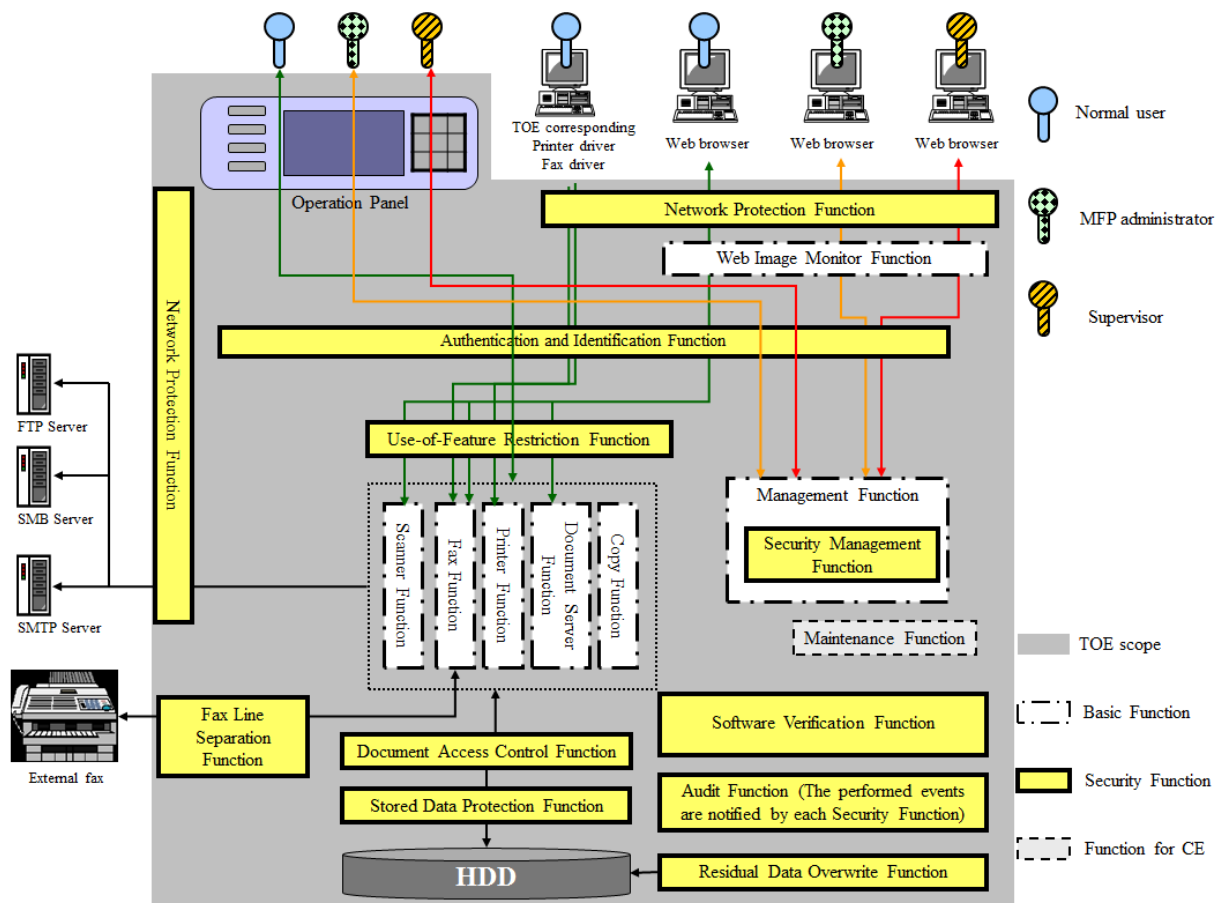 TOE corresponding
Printer driver
Fax driver
Web browser
Web browser
Web browser
Normal user
Operation Panel
Network Protection Function
MFP administrator
Web Image Monitor Function
Network Protection Function
Supervisor
Authentication and Identification Function
FTP Server
Use-of-Feature Restriction Function
SMB Server
SMTP Server
Scanner Function
Fax Function
Printer Function
Document Server
Function
Copy Function
Management Function
Security Management
Function
Maintenance Function
TOE scope
Basic Function
Fax Line
Separation
Function
External fax
Document Access Control Function
Stored Data Protection Function
HDD
Software Verification Function
Audit Function (The performed events
are notified by each Security Function)
Residual Data Overwrite Function
Security Function
Function for CE